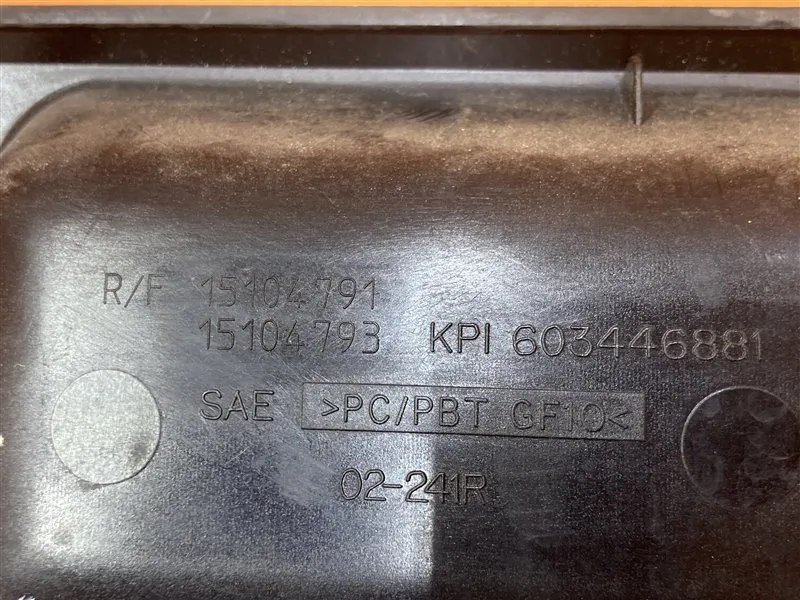 R/F 15104791
15104793 KPI 603446881
SAE >PC/PBT GF10<
02-241R